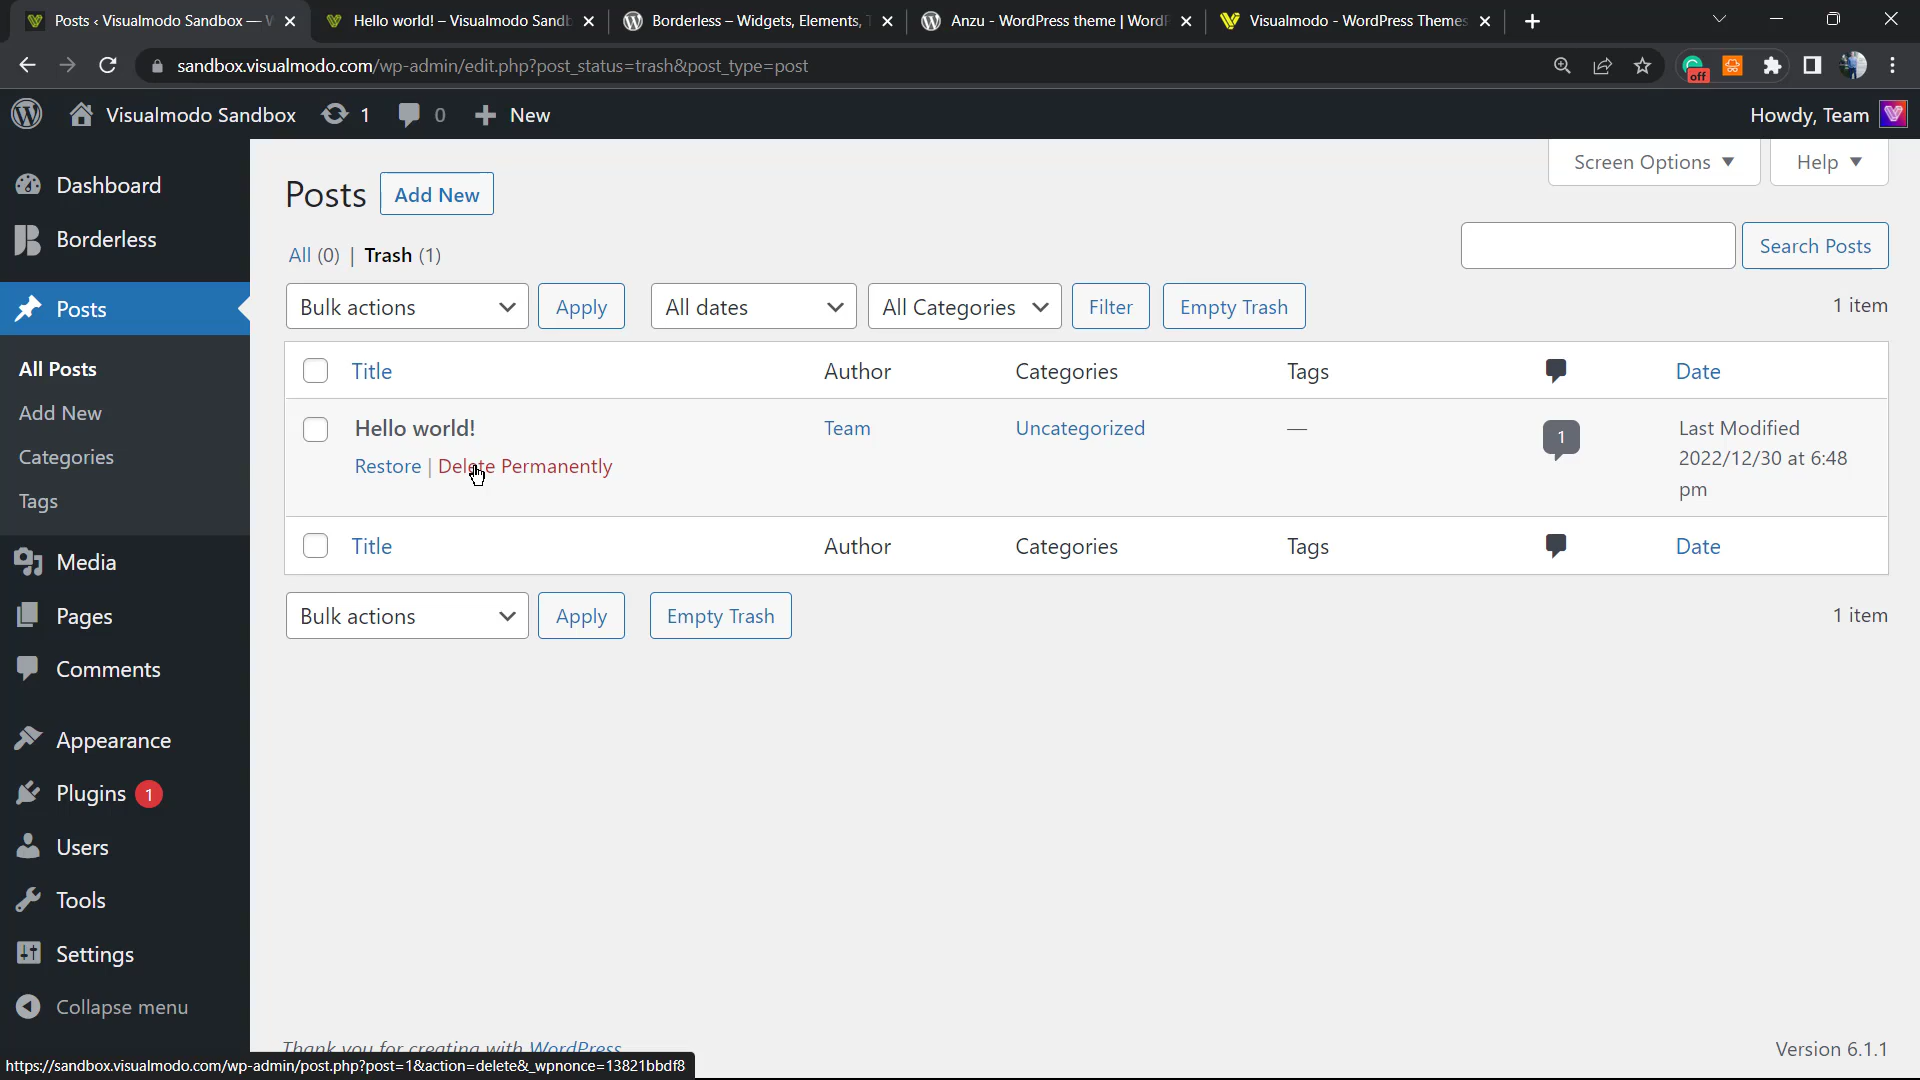 Posts ‹ Visualmodo Sandbox — W
Hello world! – Visualmodo Sandb
Borderless – Widgets, Elements, T
Anzu - WordPress theme | WordP
Visualmodo - WordPress Themes
sandbox.visualmodo.com/wp-admin/edit.php?post_status=trash&post_type=post
off
Visualmodo Sandbox 1 0 New
Howdy, Team
Dashboard
Borderless
Posts
All Posts
Add New
Categories
Tags
Media
Pages
Comments
Appearance
Plugins 1
Users
Tools
Settings
Collapse menu
Screen Options Help
Posts Add New
All (0) | Trash (1)
Search Posts
Bulk actions Apply All dates All Categories Filter Empty Trash 1 item
Title Author Categories Tags Date
Hello world! Team Uncategorized — 1 Last Modified
Restore | Delete Permanently 2022/12/30 at 6:48
pm
Title Author Categories Tags Date
Bulk actions Apply Empty Trash 1 item
Thank you for creating with WordPress
Version 6.1.1
https://sandbox.visualmodo.com/wp-admin/post.php?post=1&action=delete&_wpnonce=13821bbdf8